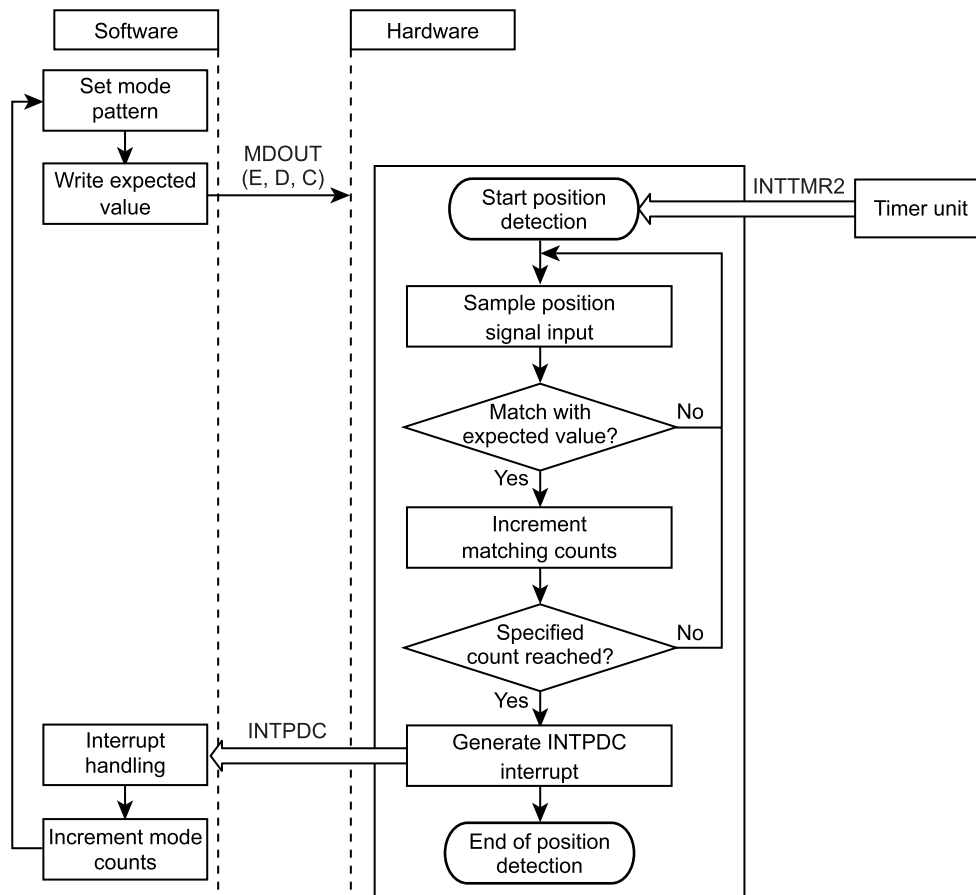 Software
Hardware
Set mode
pattern
Write expected
value
MDOUT
(E, D, C)
INTTMR2
Timer unit
Start position
detection
Sample position
signal input
Match with
expected value?
No
Yes
Increment
matching counts
Specified
count reached?
No
Yes
Generate INTPDC
interrupt
INTPDC
Interrupt
handling
Increment mode
counts
End of position
detection